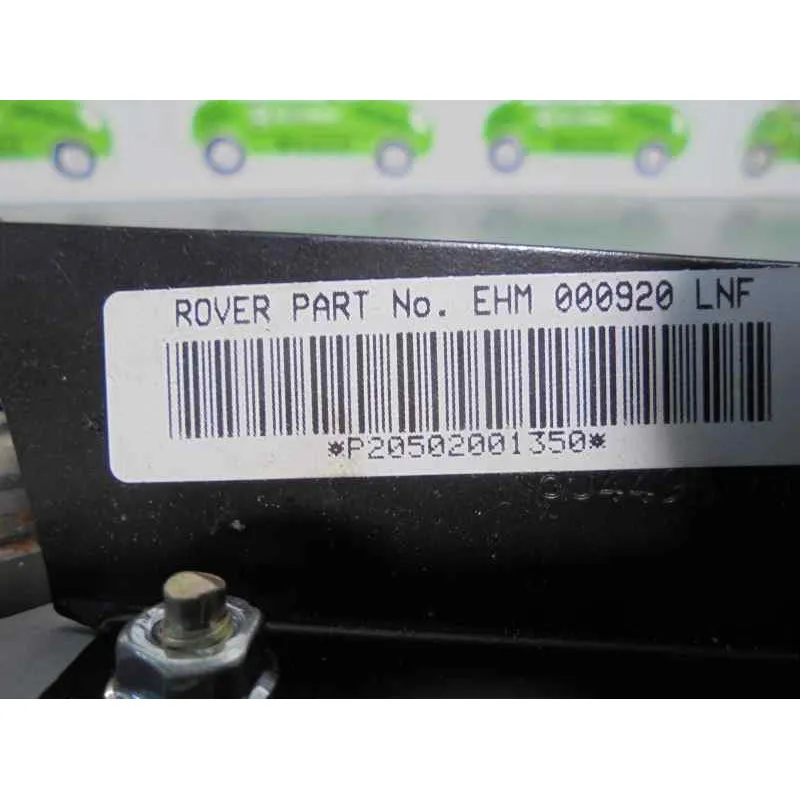 ROVER PART No. EHM 000920 LNF
*P20502001350*